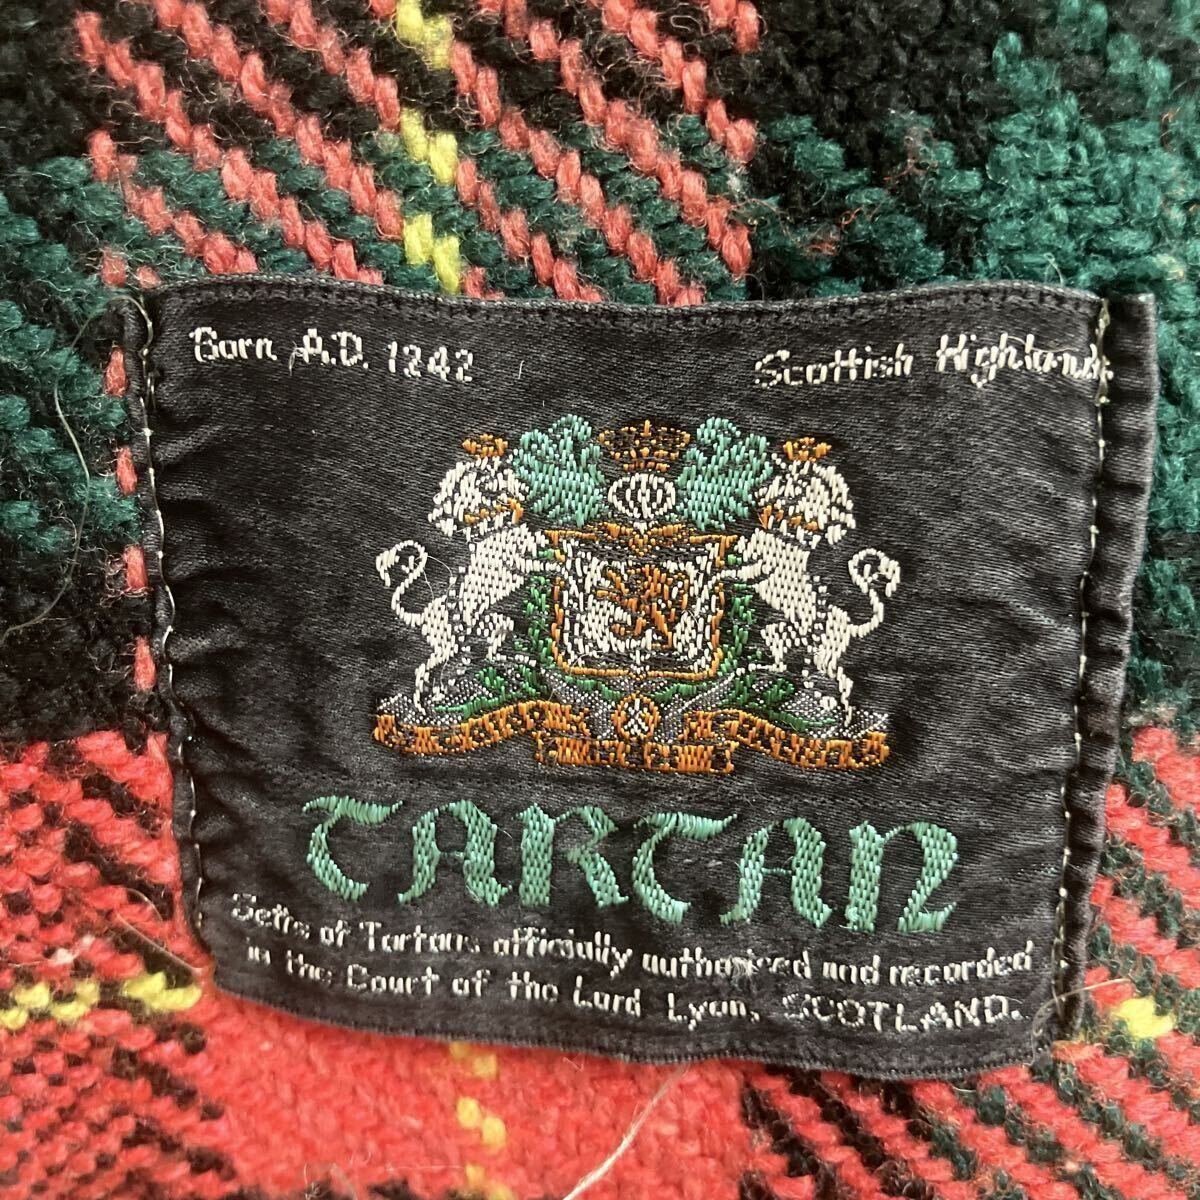 Born A.D. 1242
Scottish Highlands
TARTAN
Setts of Tartans officially authorised and recorded
in the Court of the Lord Lyon, SCOTLAND.